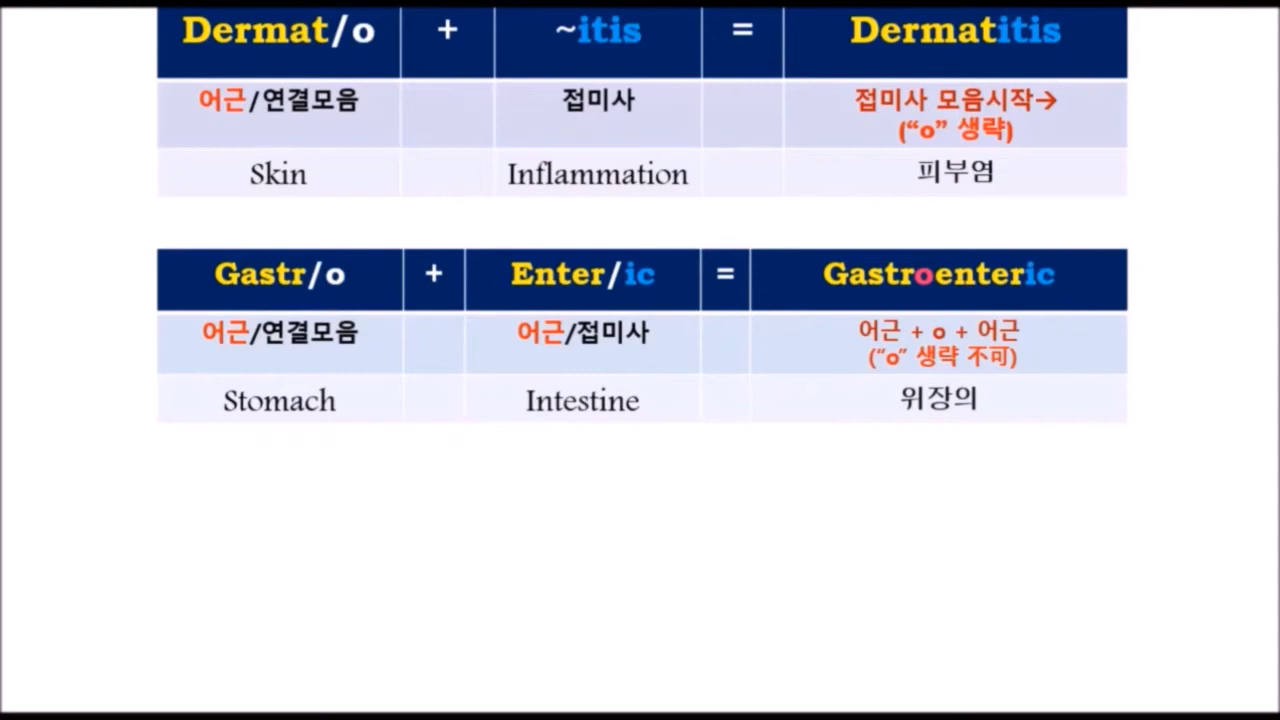 Dermat/o + ~itis = Dermatitis
어근/연결모음 접미사 접미사 모음시작→
("o" 생략)
Skin Inflammation 피부염
Gastr/o + Enter/ic = Gastroenteric
어근/연결모음 어근/접미사 어근 + o + 어근
("o" 생략 不可)
Stomach Intestine 위장의